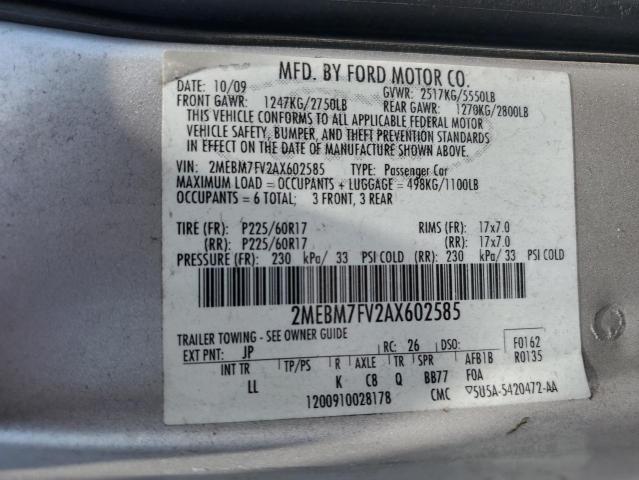 MFD. BY FORD MOTOR CO.
DATE: 10/09 GVWR: 2517KG/5550LB
FRONT GAWR: 1247KG/2750LB REAR GAWR: 1270KG/2800LB
THIS VEHICLE CONFORMS TO ALL APPLICABLE FEDERAL MOTOR
VEHICLE SAFETY, BUMPER, AND THEFT PREVENTION STANDARDS
IN EFFECT ON THE DATE OF MANUFACTURE SHOWN ABOVE.
VIN: 2MEBM7FV2AX602585 TYPE: Passenger Car
MAXIMUM LOAD = OCCUPANTS + LUGGAGE = 498KG/1100LB
OCCUPANTS = 6 TOTAL; 3 FRONT, 3 REAR
TIRE (FR): P225/60R17 RIMS (FR): 17x7.0
(RR): P225/60R17 (RR): 17x7.0
PRESSURE (FR): 230 kPa/ 33 PSI COLD (RR): 230 kPa/ 33 PSI COLD
2MEBM7FV2AX602585
TRAILER TOWING - SEE OWNER GUIDE
EXT PNT: JP RC: 26 DSO: F0162
INT TR TP/PS R AXLE TR SPR AFB1B R0135
LL K C8 Q BB77 FOA
1200910028178 CMC ▽5U5A-5420472-AA